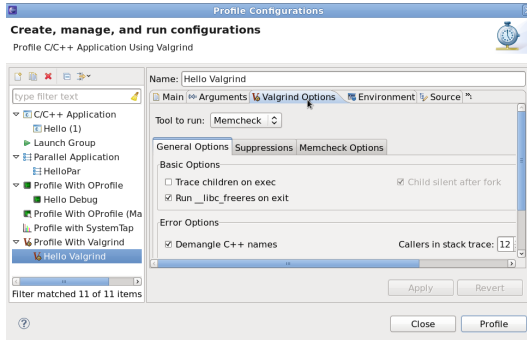 Profile Configurations
Create, manage, and run configurations
Profile C/C++ Application Using Valgrind
type filter text
C/C++ Application
Hello (1)
Launch Group
Parallel Application
HelloPar
Profile With OProfile
Hello Debug
Profile With OProfile (Ma
Profile with SystemTap
Profile With Valgrind
Hello Valgrind
Filter matched 11 of 11 items
Name: Hello Valgrind
Main Arguments Valgrind Options Environment Source
Tool to run: Memcheck
General Options Suppressions Memcheck Options
Basic Options
Trace children on exec Child silent after fork
Run __libc_freeres on exit
Error Options
Demangle C++ names Callers in stack trace: 12
Apply Revert
Close Profile